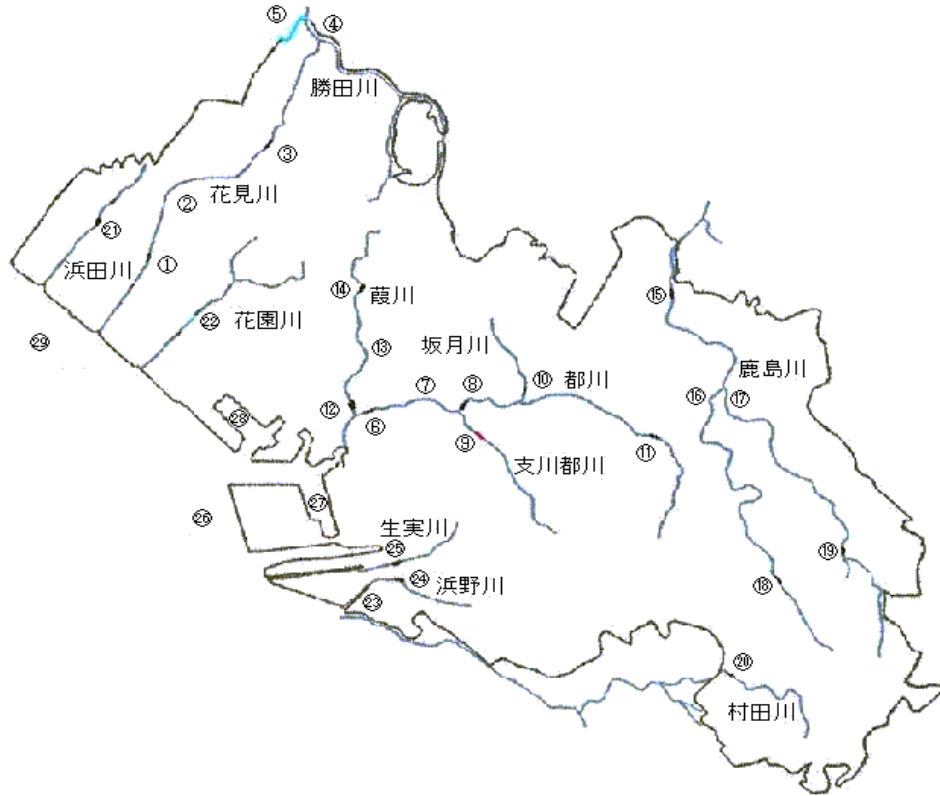 ⑤
④
勝田川
③
②
花見川
㉑
浜田川
①
㉙
花園川
㉒
⑭
葭川
⑬
坂月川
⑦
⑧
⑩
都川
⑫
⑥
⑨
支川都川
⑪
⑮
鹿島川
⑯
⑰
㉘
㉖
㉗
生実川
㉕
㉔
浜野川
㉓
⑲
⑱
⑳
村田川